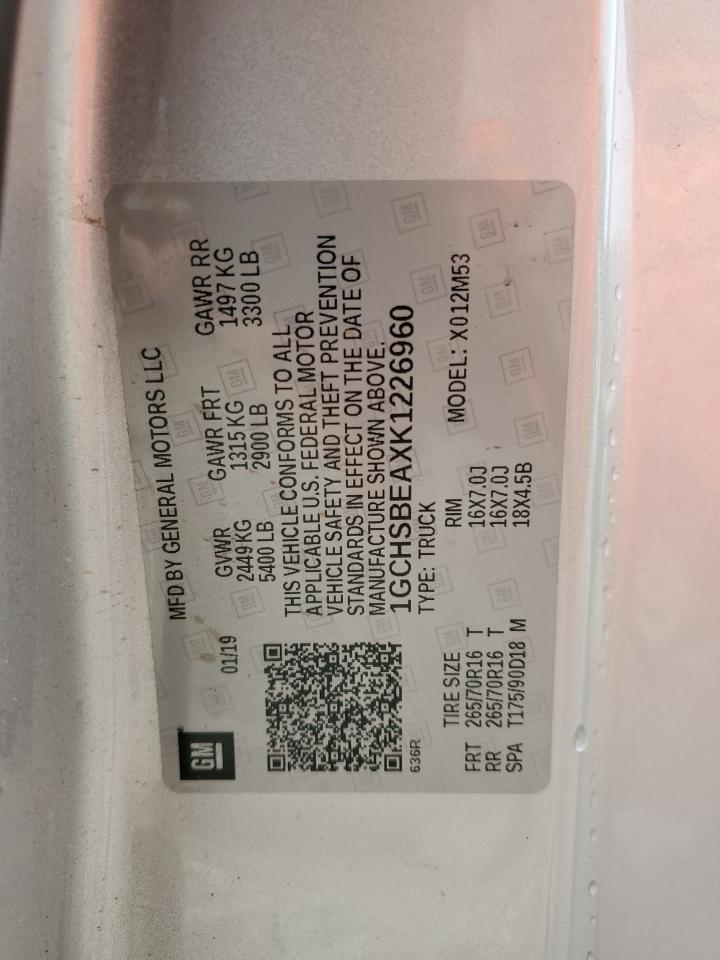 GM
MFD BY GENERAL MOTORS LLC
01/19
GVWR GAWR FRT GAWR RR
2449 KG 1315 KG 1497 KG
5400 LB 2900 LB 3300 LB
THIS VEHICLE CONFORMS TO ALL
APPLICABLE U.S. FEDERAL MOTOR
VEHICLE SAFETY AND THEFT PREVENTION
STANDARDS IN EFFECT ON THE DATE OF
MANUFACTURE SHOWN ABOVE.
1GCHSBEAXK1226960
636R
TYPE: TRUCK
MODEL: X012M53
TIRE SIZE RIM
FRT 265/70R16 T 16X7.0J
RR 265/70R16 T 16X7.0J
SPA T175/90D18 M 18X4.5B